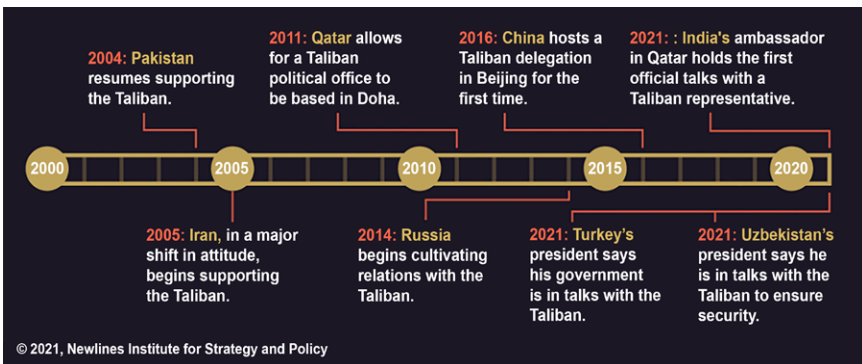 2004: Pakistan
resumes supporting
the Taliban.
2011: Qatar allows
for a Taliban
political office to
be based in Doha.
2016: China hosts a
Taliban delegation
in Beijing for the
first time.
2021: : India's ambassador
in Qatar holds the first
official talks with a
Taliban representative.
2000
2005
2010
2015
2020
2005: Iran, in a major
shift in attitude,
begins supporting
the Taliban.
2014: Russia
begins cultivating
relations with the
Taliban.
2021: Turkey’s
president says
his government
is in talks with the
Taliban.
2021: Uzbekistan’s
president says he
is in talks with the
Taliban to ensure
security.
© 2021, Newlines Institute for Strategy and Policy